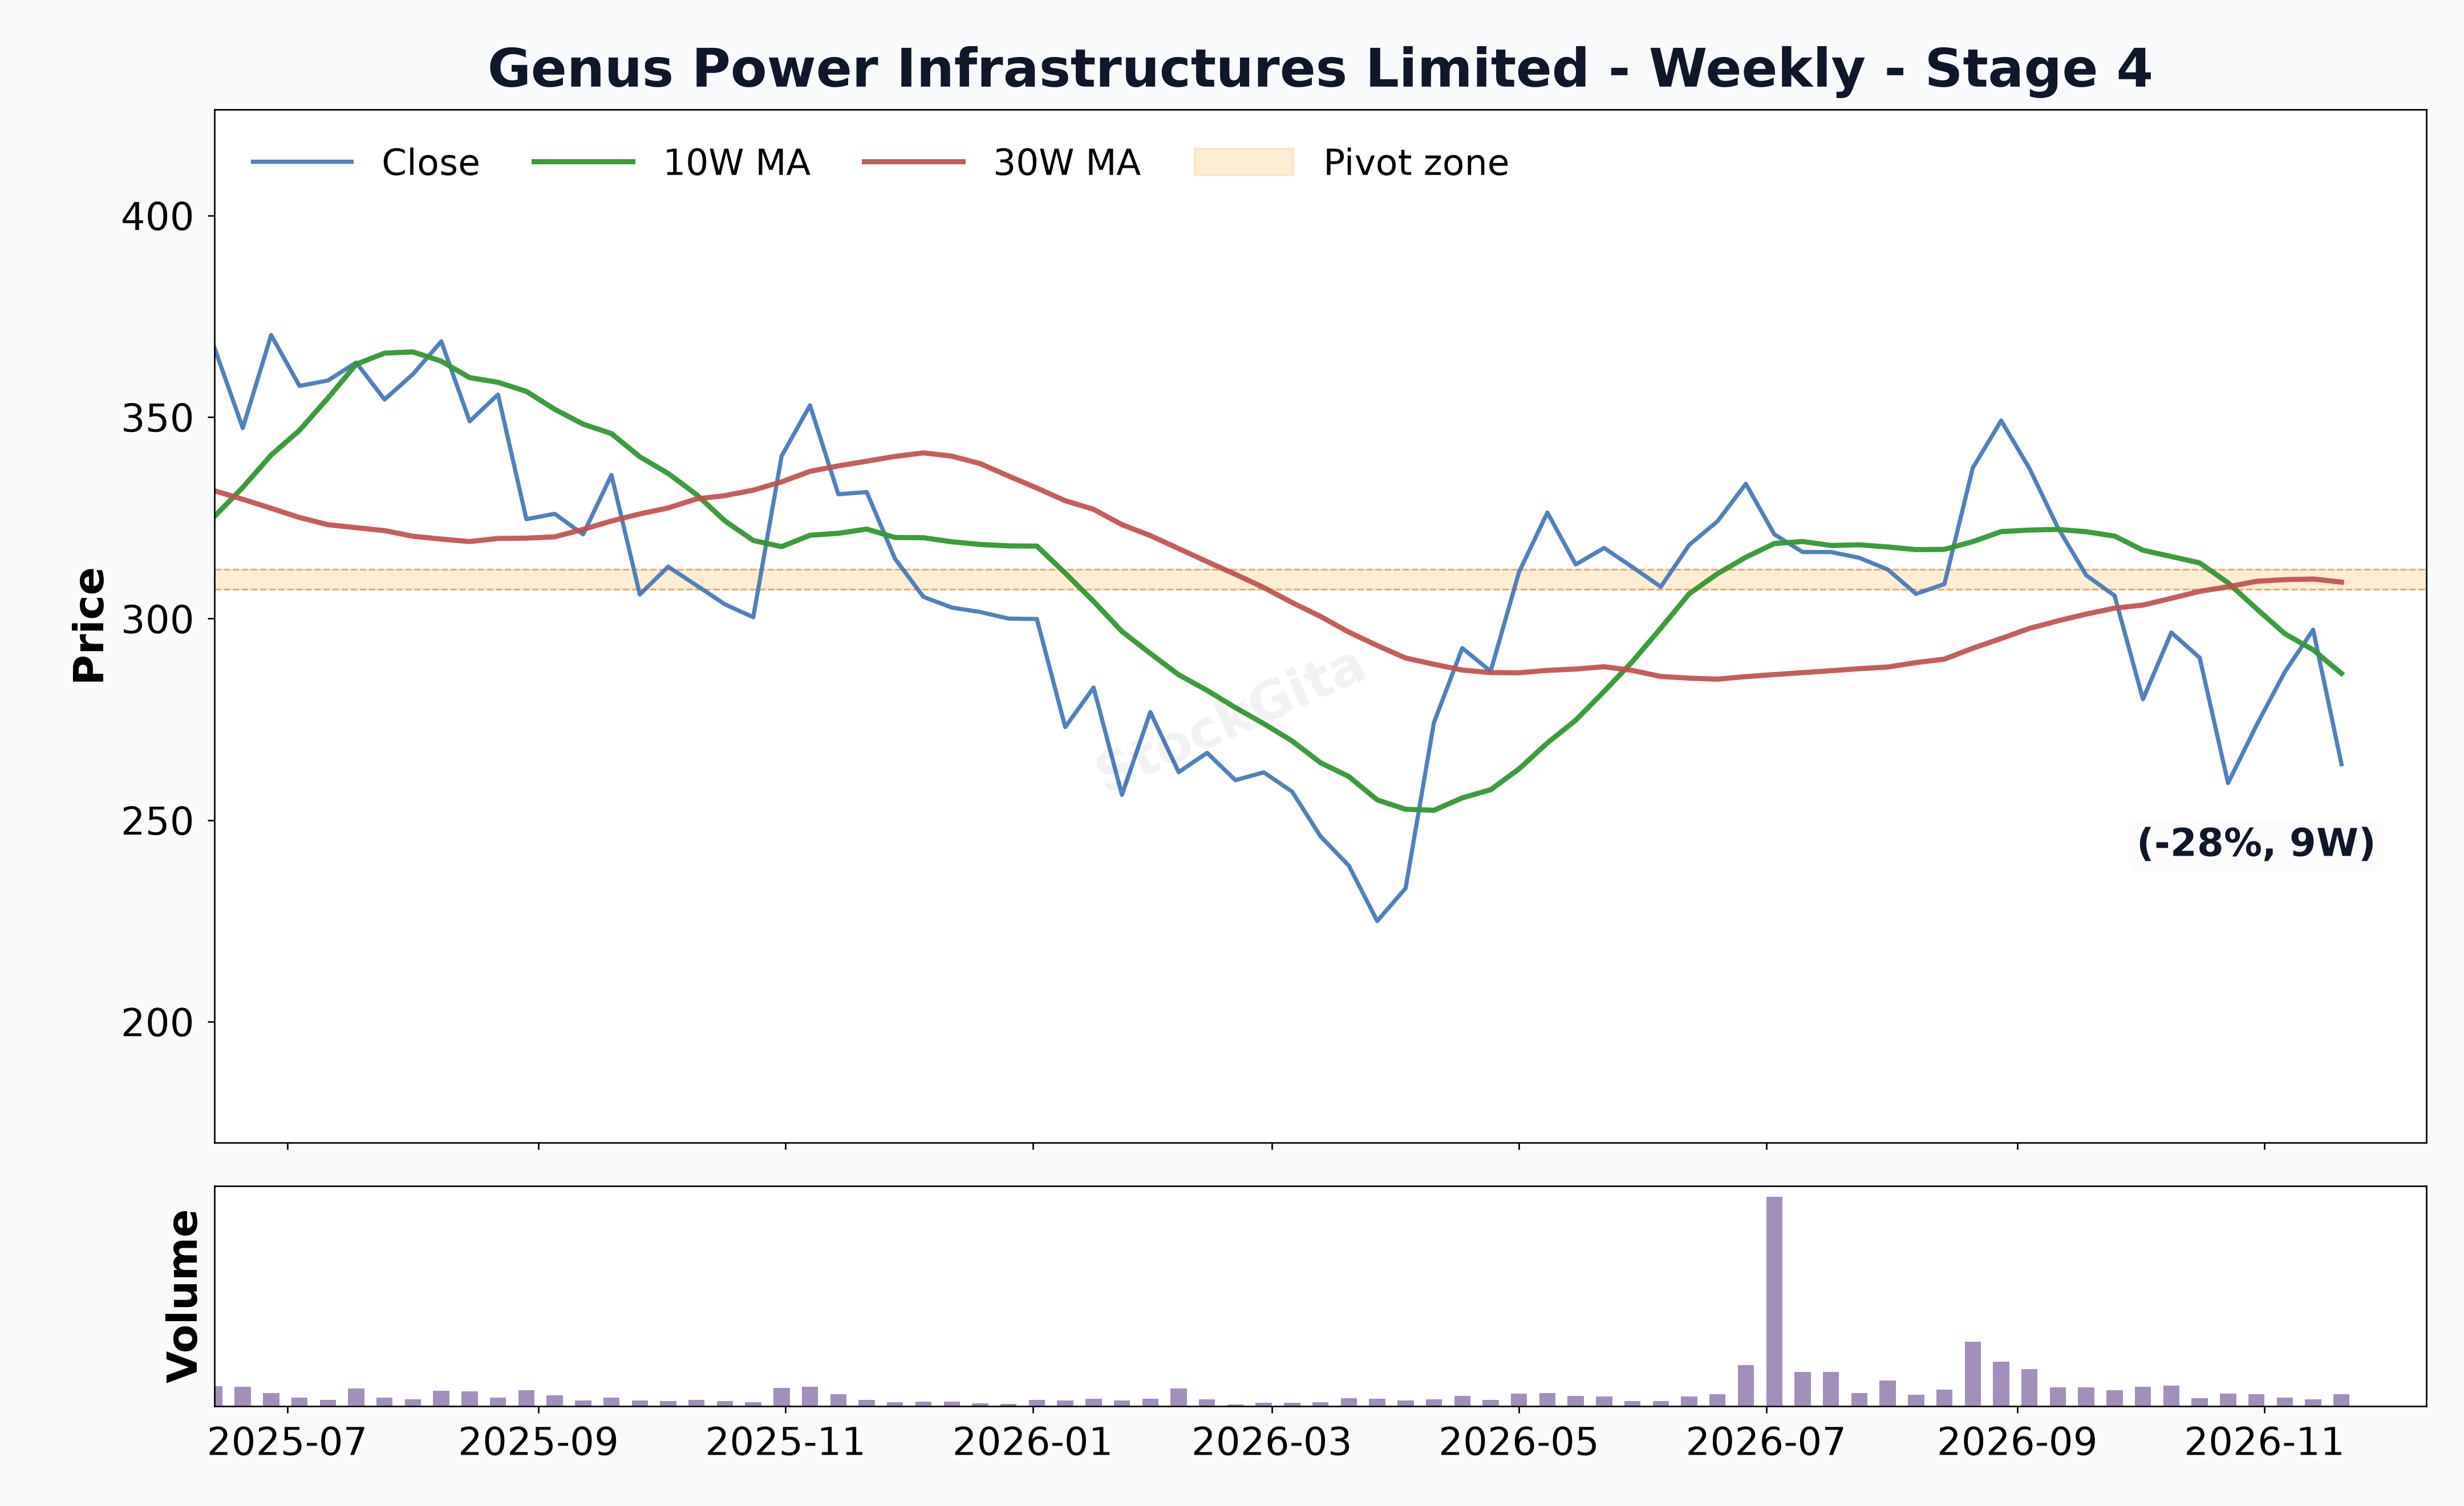 Genus Power Infrastructures Limited - Weekly - Stage 4
Close 10W MA 30W MA Pivot zone
400
350
300
250
200
Price
StockGita
(-28%, 9W)
Volume
2025-07 2025-09 2025-11 2026-01 2026-03 2026-05 2026-07 2026-09 2026-11